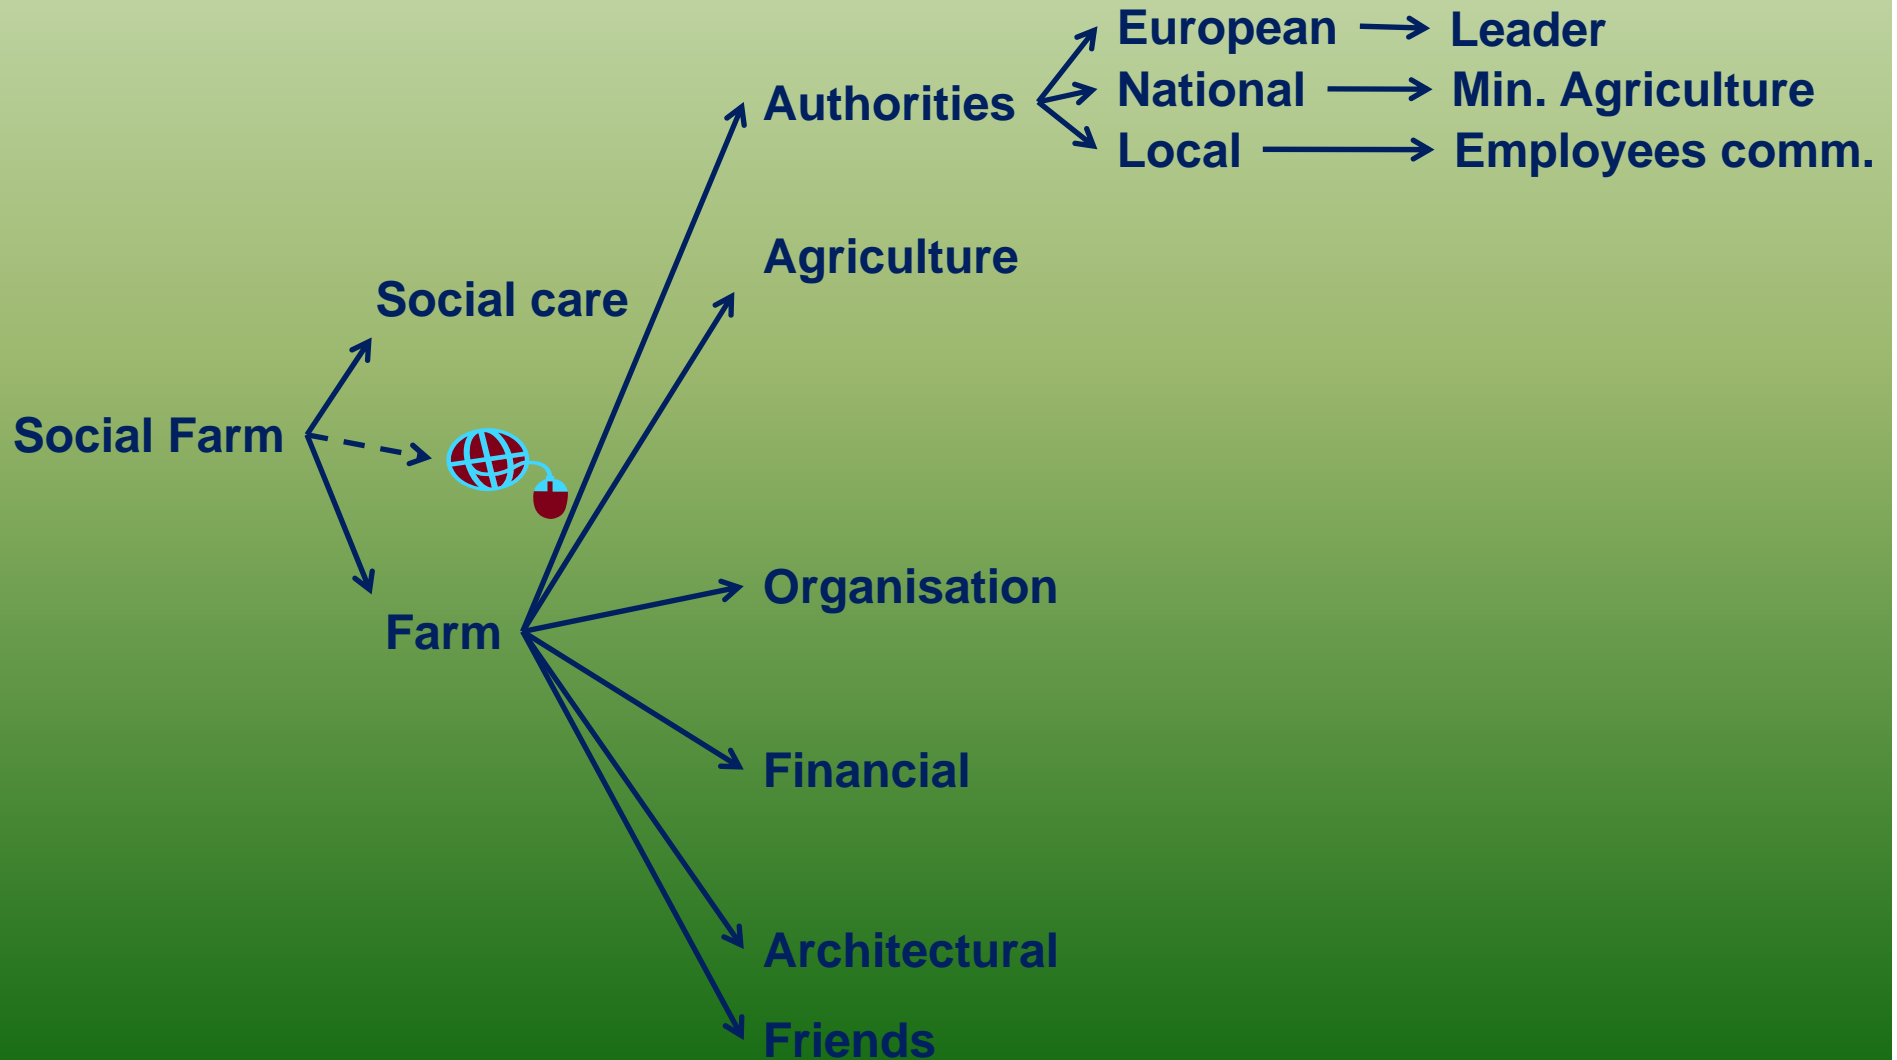 European
Leader
National
Min. Agriculture
Authorities
Local
Employees comm.
Agriculture
Social care
Social Farm
Organisation
Farm
Financial
Architectural
Friends